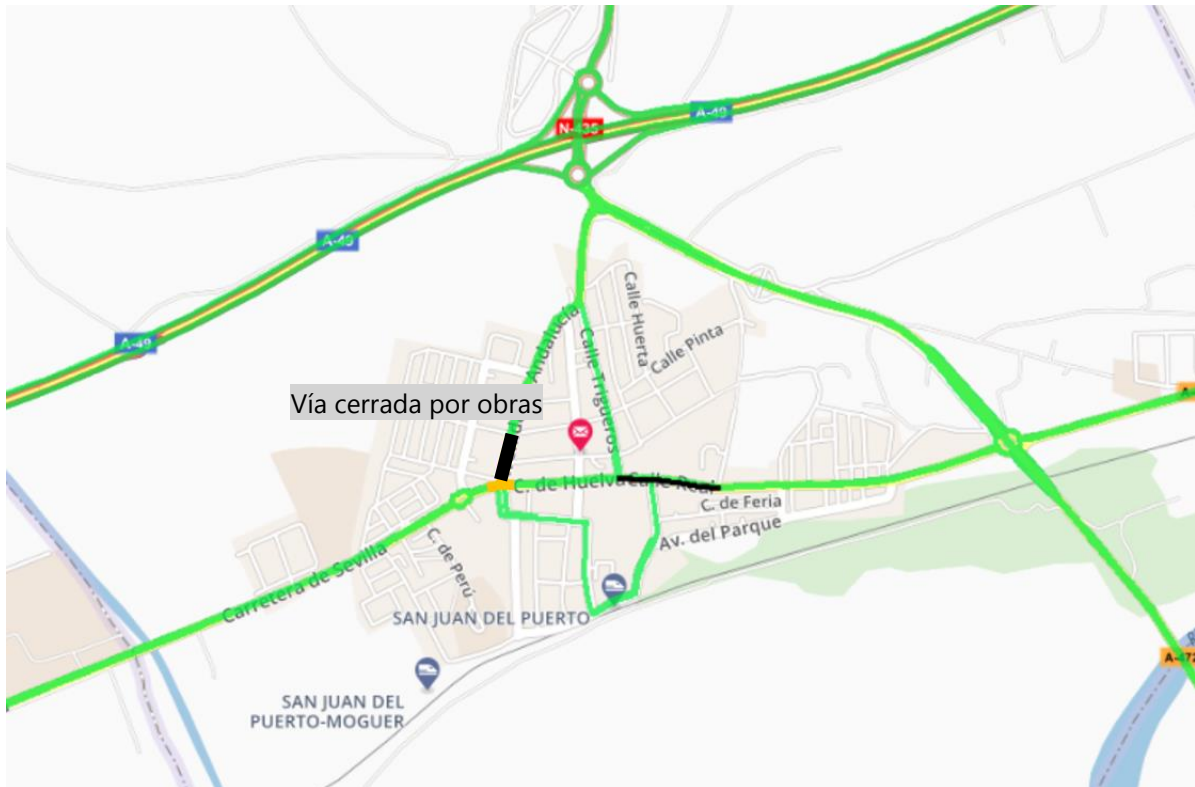 A-49
N-435
A-49
A-49
Calle Huerta
Andalucía
Calle Trigueros
Calle Pinta
Vía cerrada por obras
C. de Huelva
Calle Real
C. de Feria
Av. del Parque
C. de Perú
Carretera de Sevilla
SAN JUAN DEL PUERTO
SAN JUAN DEL
PUERTO-MOGUER
A-472